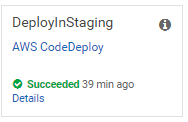 DeployInStaging
AWS CodeDeploy
Succeeded 39 min ago
Details